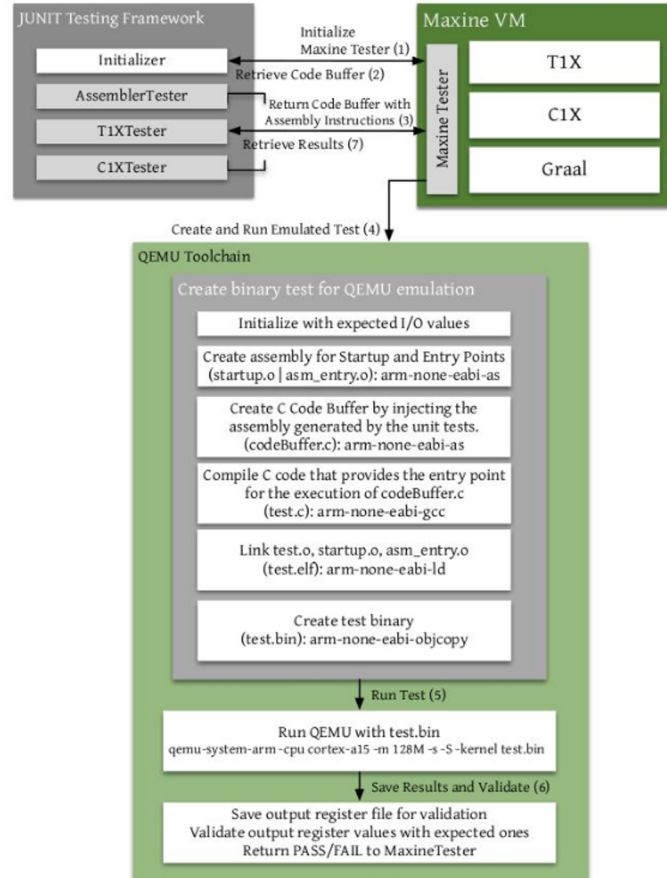 JUNIT Testing Framework
Initializer
AssemblerTester
T1XTester
C1XTester
Initialize
Maxine Tester (1)
Retrieve Code Buffer (2)
Return Code Buffer with
Assembly Instructions (3)
Retrieve Results (7)
Maxine VM
Maxine Tester
T1X
C1X
Graal
Create and Run Emulated Test (4)
QEMU Toolchain
Create binary test for QEMU emulation
Initialize with expected I/O values
Create assembly for Startup and Entry Points
(startup.o | asm_entry.o): arm-none-eabi-as
Create C Code Buffer by injecting the
assembly generated by the unit tests.
(codeBuffer.c): arm-none-eabi-as
Compile C code that provides the entry point
for the execution of codeBuffer.c
(test.c): arm-none-eabi-gcc
Link test.o, startup.o, asm_entry.o
(test.elf): arm-none-eabi-ld
Create test binary
(test.bin): arm-none-eabi-objcopy
Run Test (5)
Run QEMU with test.bin
qemu-system-arm -cpu cortex-a15 -m 128M -s -S -kernel test.bin
Save Results and Validate (6)
Save output register file for validation
Validate output register values with expected ones
Return PASS/FAIL to MaxineTester